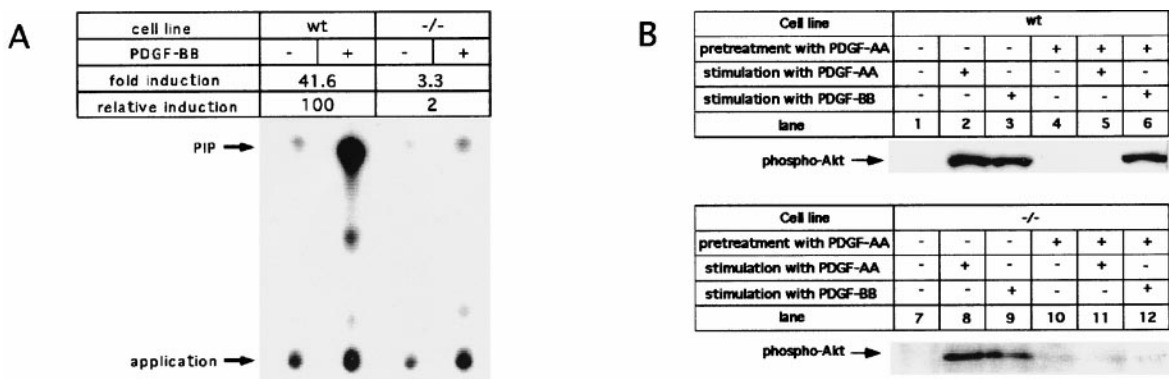 A
cell line wt -/-
PDGF-BB - + - +
fold induction 41.6 3.3
relative induction 100 2
PIP
application
B
Cell line wt
pretreatment with PDGF-AA - - - + + +
stimulation with PDGF-AA - + - - + -
stimulation with PDGF-BB - - + - - +
lane 1 2 3 4 5 6
phospho-Akt
Cell line -/-
pretreatment with PDGF-AA - - - + + +
stimulation with PDGF-AA - + - - + -
stimulation with PDGF-BB - - + - - +
lane 7 8 9 10 11 12
phospho-Akt